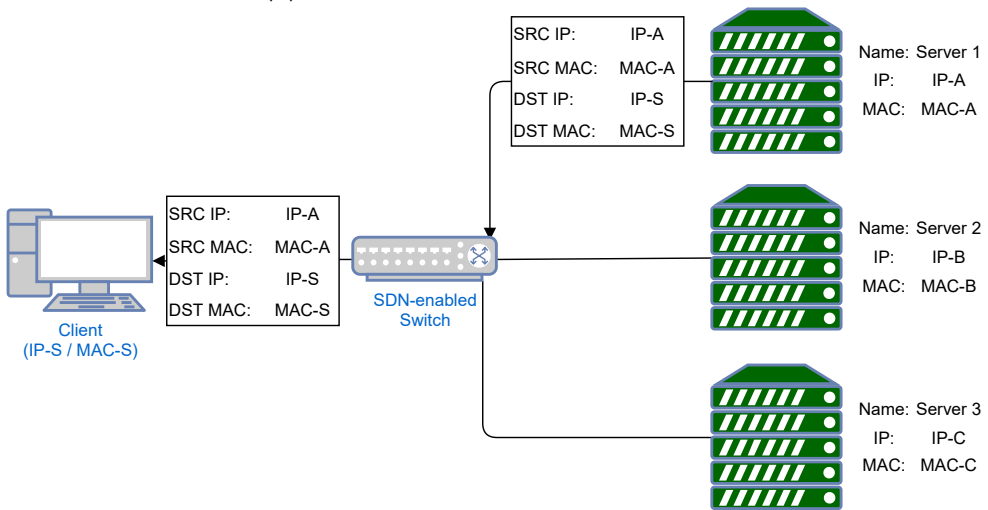 SRC IP: IP-A
SRC MAC: MAC-A
DST IP: IP-S
DST MAC: MAC-S
Name: Server 1
IP: IP-A
MAC: MAC-A
SRC IP: IP-A
SRC MAC: MAC-A
DST IP: IP-S
DST MAC: MAC-S
Client
(IP-S / MAC-S)
SDN-enabled
Switch
Name: Server 2
IP: IP-B
MAC: MAC-B
Name: Server 3
IP: IP-C
MAC: MAC-C